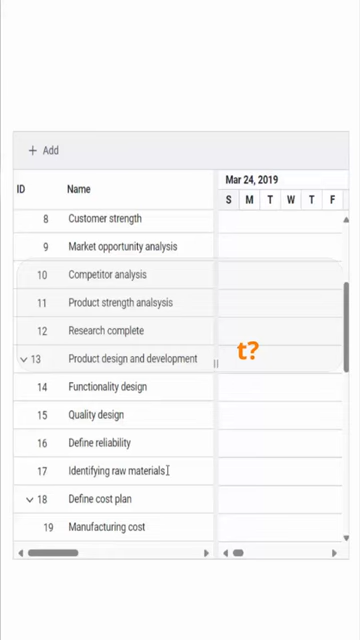 + Add
Mar 24, 2019
ID Name S M T W T F
8 Customer strength
9 Market opportunity analysis
10 Competitor analysis
11 Product strength analsysis
12 Research complete
t?
13 Product design and development
14 Functionality design
15 Quality design
16 Define reliability
17 Identifying raw materials
18 Define cost plan
19 Manufacturing cost